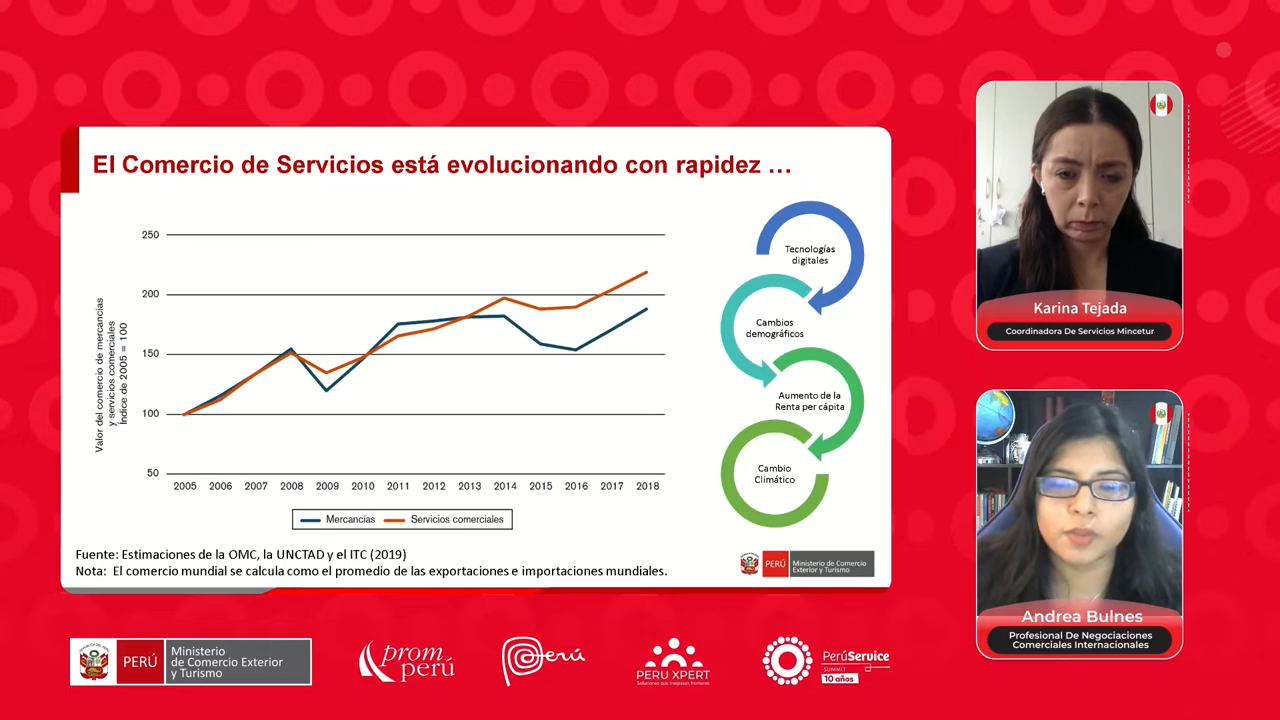 El Comercio de Servicios está evolucionando con rapidez …
Valor del comercio de mercancías
y servicios comerciales
Índice de 2005 = 100
250
200
150
100
50
2005 2006 2007 2008 2009 2010 2011 2012 2013 2014 2015 2016 2017 2018
Mercancías Servicios comerciales
Tecnologías
digitales
Cambios
demográficos
Aumento de la
Renta per cápita
Cambio
Climático
Fuente: Estimaciones de la OMC, la UNCTAD y el ITC (2019)
Nota: El comercio mundial se calcula como el promedio de las exportaciones e importaciones mundiales.
PERÚ
Ministerio de Comercio
Exterior y Turismo
Karina Tejada
Coordinadora De Servicios Mincetur
Andrea Bulnes
Profesional De Negociaciones
Comerciales Internacionales
PERÚ
Ministerio
de Comercio Exterior
y Turismo
prom
perú
Perú
PERU XPERT
Soluciones que traspasan fronteras
PerúService
SUMMIT
10 años